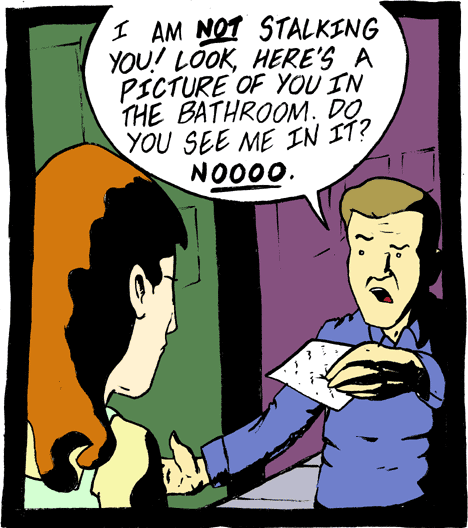 I AM NOT STALKING
YOU! LOOK, HERE'S A
PICTURE OF YOU IN
THE BATHROOM. DO
YOU SEE ME IN IT?
NOOOO.